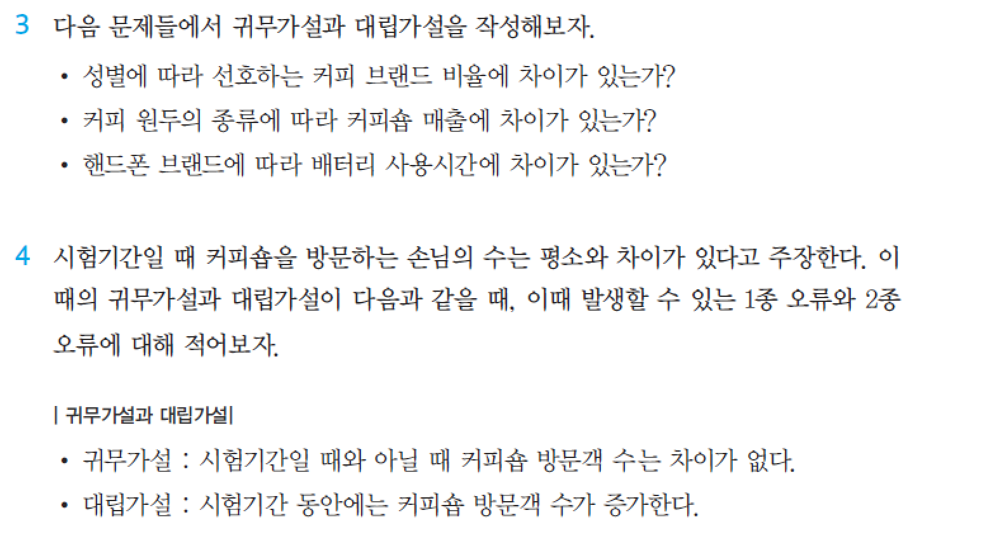 3 다음 문제들에서 귀무가설과 대립가설을 작성해보자.
• 성별에 따라 선호하는 커피 브랜드 비율에 차이가 있는가?
• 커피 원두의 종류에 따라 커피숍 매출에 차이가 있는가?
• 핸드폰 브랜드에 따라 배터리 사용시간에 차이가 있는가?
4 시험기간일 때 커피숍을 방문하는 손님의 수는 평소와 차이가 있다고 주장한다. 이
때의 귀무가설과 대립가설이 다음과 같을 때, 이때 발생할 수 있는 1종 오류와 2종
오류에 대해 적어보자.
| 귀무가설과 대립가설|
• 귀무가설 : 시험기간일 때와 아닐 때 커피숍 방문객 수는 차이가 없다.
• 대립가설 : 시험기간 동안에는 커피숍 방문객 수가 증가한다.